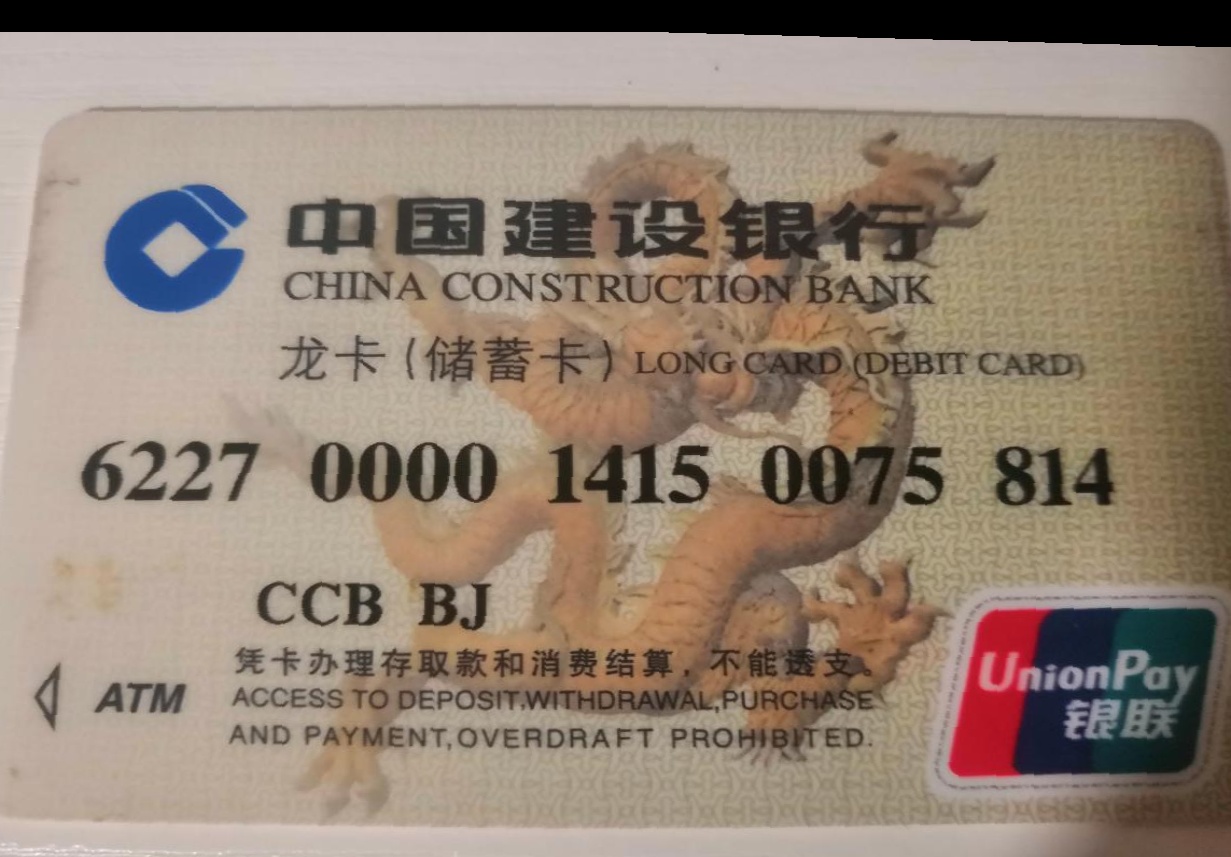 中国建设银行
CHINA CONSTRUCTION BANK
龙卡(储蓄卡) LONG CARD (DEBIT CARD)
6227 0000 1415 0075 814
CCB BJ
凭卡办理存取款和消费结算，不能透支。
ATM ACCESS TO DEPOSIT,WITHDRAWAL,PURCHASE
AND PAYMENT,OVERDRAFT PROHIBITED.
UnionPay
银联